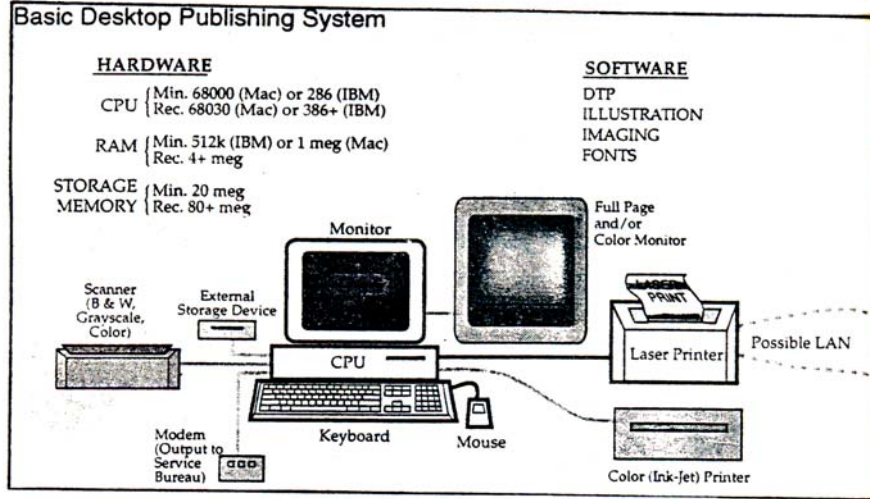 Basic Desktop Publishing System
HARDWARE
CPU { Min. 68000 (Mac) or 286 (IBM)
Rec. 68030 (Mac) or 386+ (IBM)
RAM { Min. 512k (IBM) or 1 meg (Mac)
Rec. 4+ meg
STORAGE { Min. 20 meg
MEMORY { Rec. 80+ meg
SOFTWARE
DTP
ILLUSTRATION
IMAGING
FONTS
Monitor
Full Page
and/or
Color Monitor
Scanner
(B & W,
Grayscale,
Color)
External
Storage Device
LASER
PRINT
CPU
Laser Printer
Possible LAN
Keyboard
Mouse
Modem
(Output to
Service
Bureau)
Color (Ink-Jet) Printer